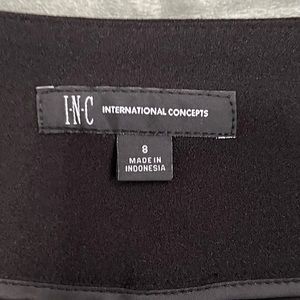 I·N·C INTERNATIONAL CONCEPTS
8
MADE IN
INDONESIA